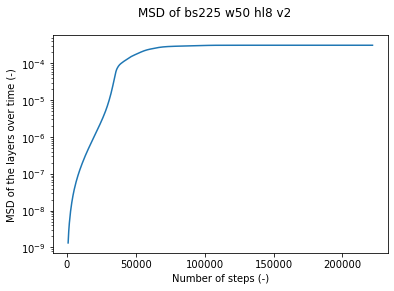 MSD of bs225 w50 hl8 v2
MSD of the layers over time (-)
10⁻⁴
10⁻⁵
10⁻⁶
10⁻⁷
10⁻⁸
10⁻⁹
0 50000 100000 150000 200000
Number of steps (-)